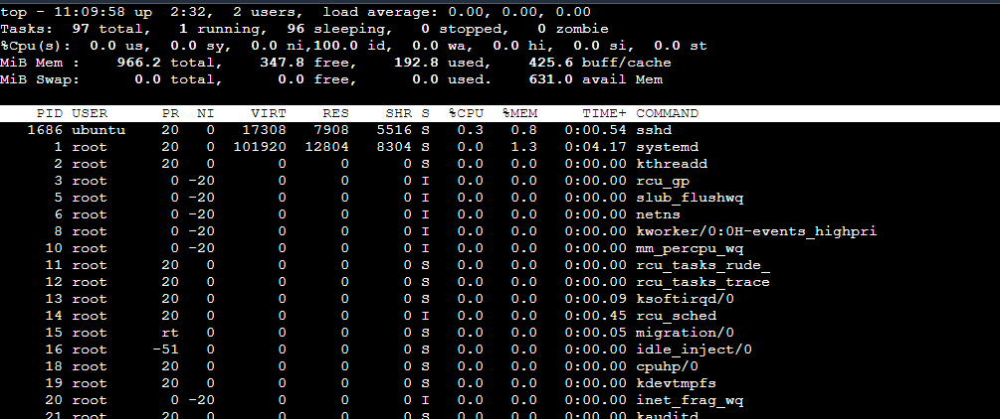 top - 11:09:58 up  2:32,  2 users,  load average: 0.00, 0.00, 0.00
Tasks:  97 total,   1 running,  96 sleeping,   0 stopped,   0 zombie
%Cpu(s):  0.0 us,  0.0 sy,  0.0 ni,100.0 id,  0.0 wa,  0.0 hi,  0.0 si,  0.0 st
MiB Mem :    966.2 total,    347.8 free,    192.8 used,    425.6 buff/cache
MiB Swap:      0.0 total,      0.0 free,      0.0 used.    631.0 avail Mem
PID USER      PR  NI    VIRT    RES    SHR S  %CPU  %MEM     TIME+ COMMAND
1686 ubuntu    20   0   17308   7908   5516 S   0.3   0.8   0:00.54 sshd
1 root      20   0  101920  12804   8304 S   0.0   1.3   0:04.17 systemd
2 root      20   0       0      0      0 S   0.0   0.0   0:00.00 kthreadd
3 root       0 -20       0      0      0 I   0.0   0.0   0:00.00 rcu_gp
5 root       0 -20       0      0      0 I   0.0   0.0   0:00.00 slub_flushwq
6 root       0 -20       0      0      0 I   0.0   0.0   0:00.00 netns
8 root       0 -20       0      0      0 I   0.0   0.0   0:00.00 kworker/0:0H-events_highpri
10 root       0 -20       0      0      0 I   0.0   0.0   0:00.00 mm_percpu_wq
11 root      20   0       0      0      0 S   0.0   0.0   0:00.00 rcu_tasks_rude_
12 root      20   0       0      0      0 S   0.0   0.0   0:00.00 rcu_tasks_trace
13 root      20   0       0      0      0 S   0.0   0.0   0:00.09 ksoftirqd/0
14 root      20   0       0      0      0 I   0.0   0.0   0:00.45 rcu_sched
15 root      rt   0       0      0      0 S   0.0   0.0   0:00.05 migration/0
16 root     -51   0       0      0      0 S   0.0   0.0   0:00.00 idle_inject/0
18 root      20   0       0      0      0 S   0.0   0.0   0:00.00 cpuhp/0
19 root      20   0       0      0      0 S   0.0   0.0   0:00.00 kdevtmpfs
20 root       0 -20       0      0      0 I   0.0   0.0   0:00.00 inet_frag_wq
21 root      20   0       0      0      0 S   0.0   0.0   0:00.00 kauditd